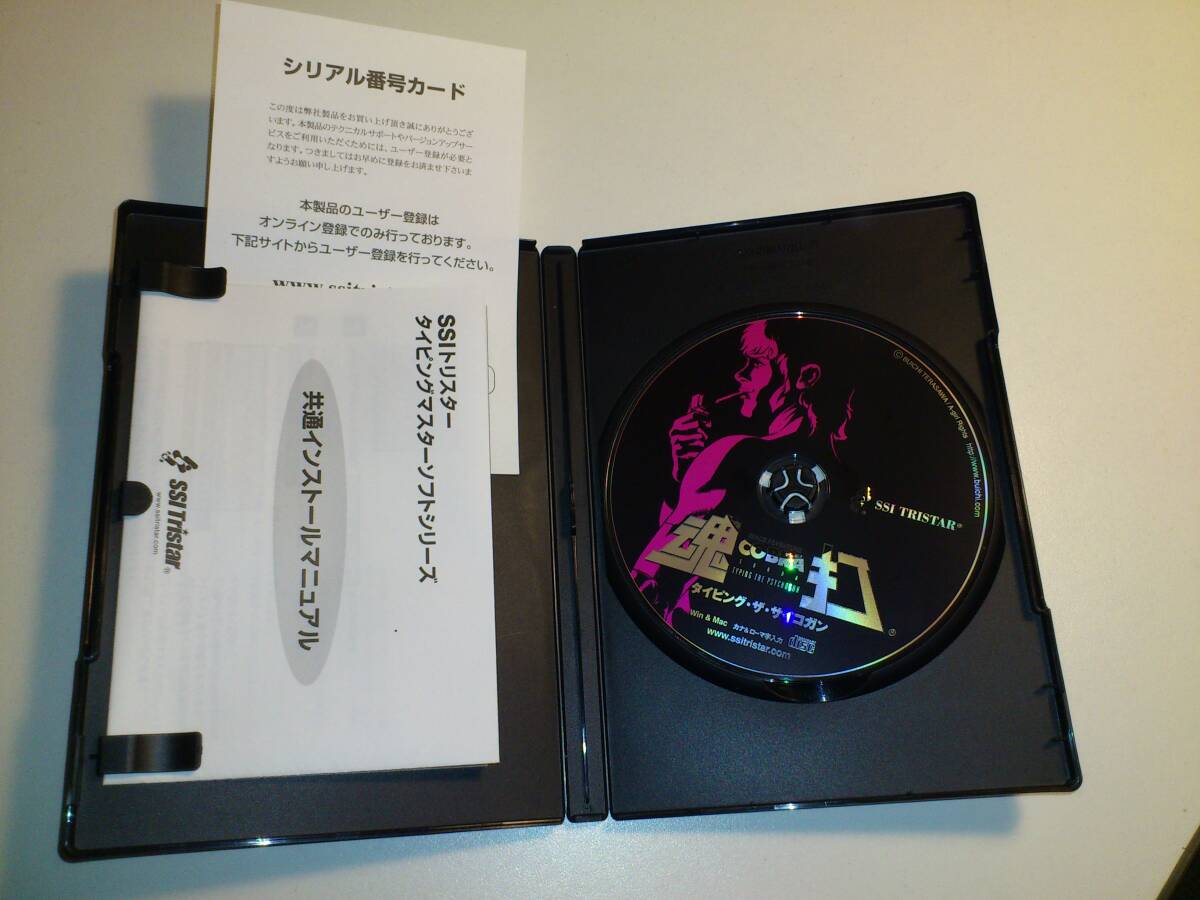 シリアル番号カード
この度は弊社製品をお買い上げ頂き誠にありがとうござ
います。本製品のテクニカルサポートやバージョンアップサー
ビスをご利用いただくためには、ユーザー登録が必要と
なります。つきましてはお早めに登録をお済ませ下さいま
すようお願い申し上げます。
本製品のユーザー登録は
オンライン登録でのみ行っております。
下記サイトからユーザー登録を行ってください。
SSIトリスター
タイピングマスターソフトシリーズ
共通インストールマニュアル
SSI Tristar®
www.ssitristar.com
© BUICHI TERASAWA / A-girl Rights http://www.buichi.com
SSI TRISTAR®
魂打
COBRA
TYPING THE PSYCHOGUN
タイピング・ザ・サイコガン
Win & Mac カナ&ローマ字入力
www.ssitristar.com